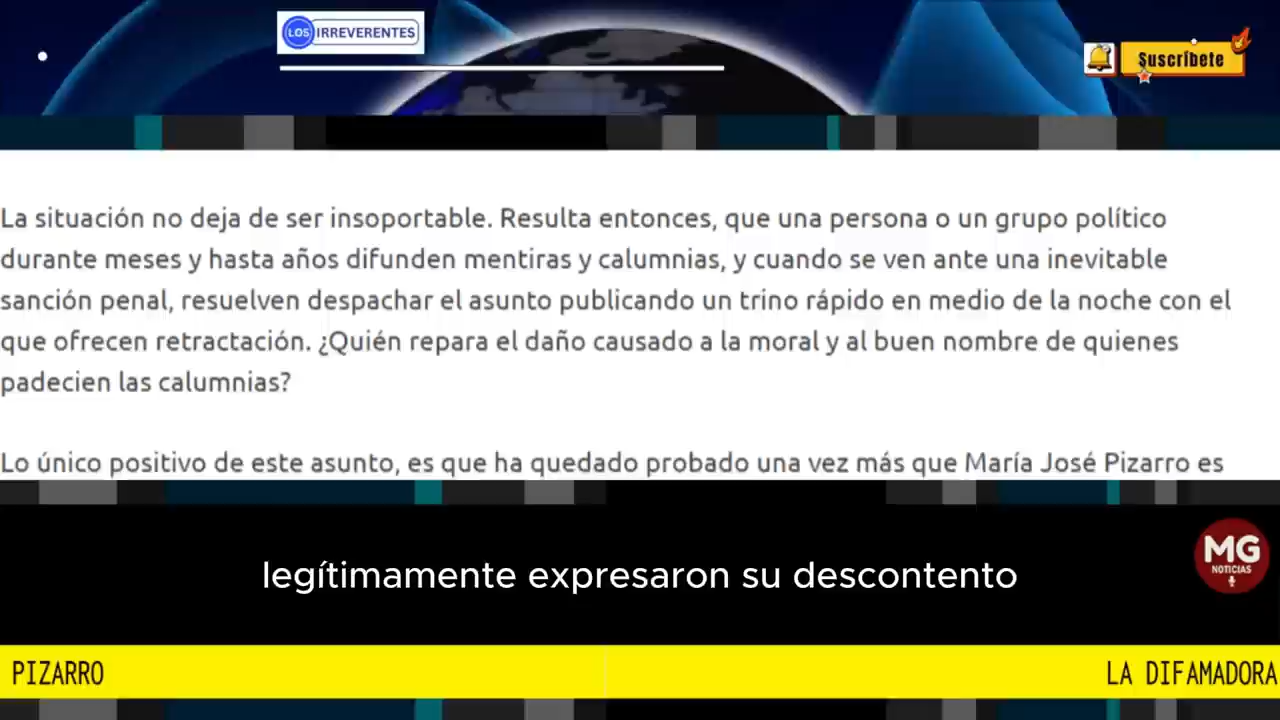 LOS IRREVERENTES
Suscríbete
La situación no deja de ser insoportable. Resulta entonces, que una persona o un grupo político
durante meses y hasta años difunden mentiras y calumnias, y cuando se ven ante una inevitable
sanción penal, resuelven despachar el asunto publicando un trino rápido en medio de la noche con el
que ofrecen retractación. ¿Quién repara el daño causado a la moral y al buen nombre de quienes
padecien las calumnias?
Lo único positivo de este asunto, es que ha quedado probado una vez más que María José Pizarro es
MG
NOTICIAS
legítimamente expresaron su descontento
PIZARRO
LA DIFAMADORA